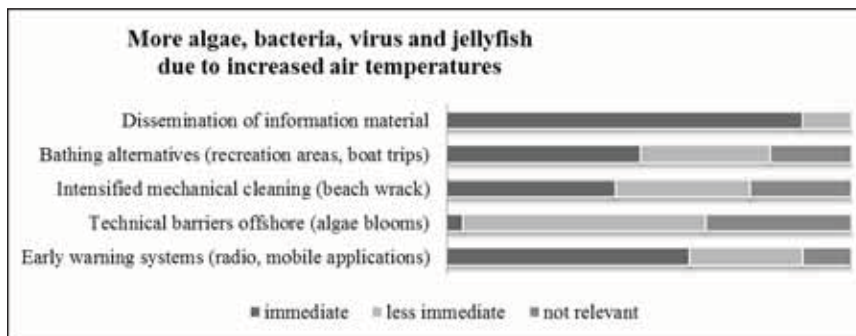 More algae, bacteria, virus and jellyfish
due to increased air temperatures
Dissemination of information material
Bathing alternatives (recreation areas, boat trips)
Intensified mechanical cleaning (beach wrack)
Technical barriers offshore (algae blooms)
Early warning systems (radio, mobile applications)
immediate less immediate not relevant